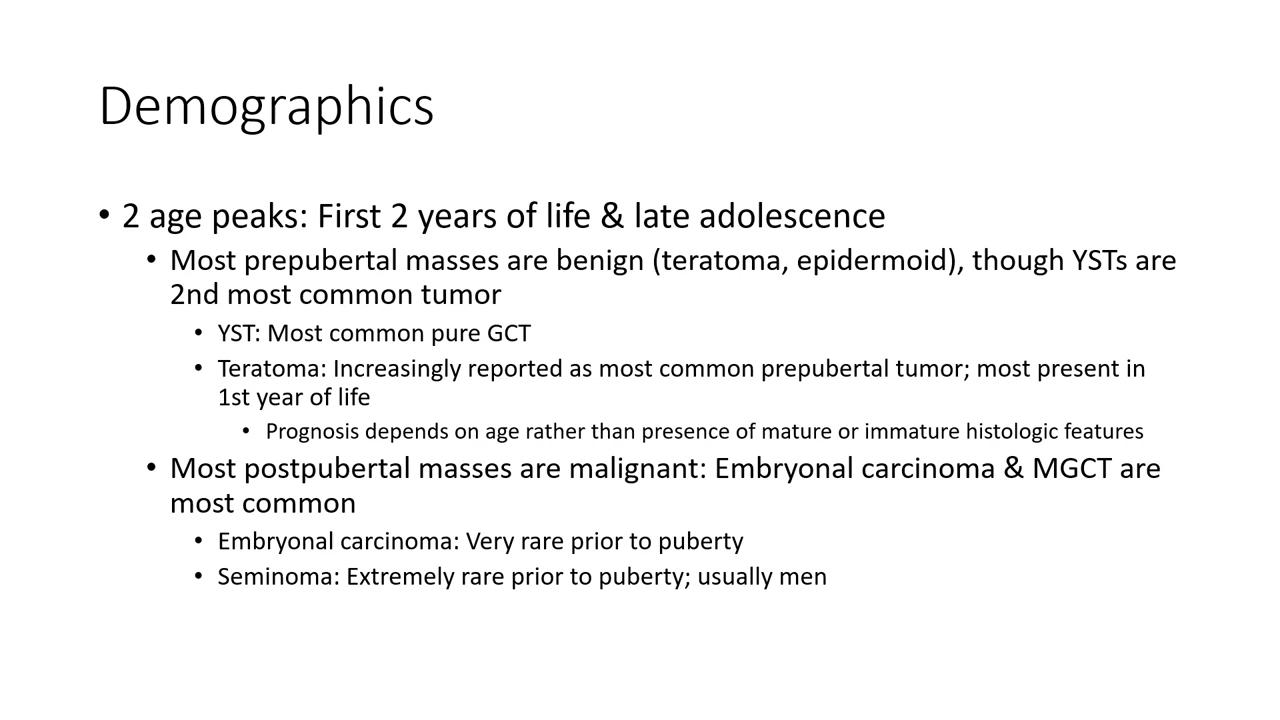 Demographics
• 2 age peaks: First 2 years of life & late adolescence
• Most prepubertal masses are benign (teratoma, epidermoid), though YSTs are
2nd most common tumor
• YST: Most common pure GCT
• Teratoma: Increasingly reported as most common prepubertal tumor; most present in
1st year of life
• Prognosis depends on age rather than presence of mature or immature histologic features
• Most postpubertal masses are malignant: Embryonal carcinoma & MGCT are
most common
• Embryonal carcinoma: Very rare prior to puberty
• Seminoma: Extremely rare prior to puberty; usually men